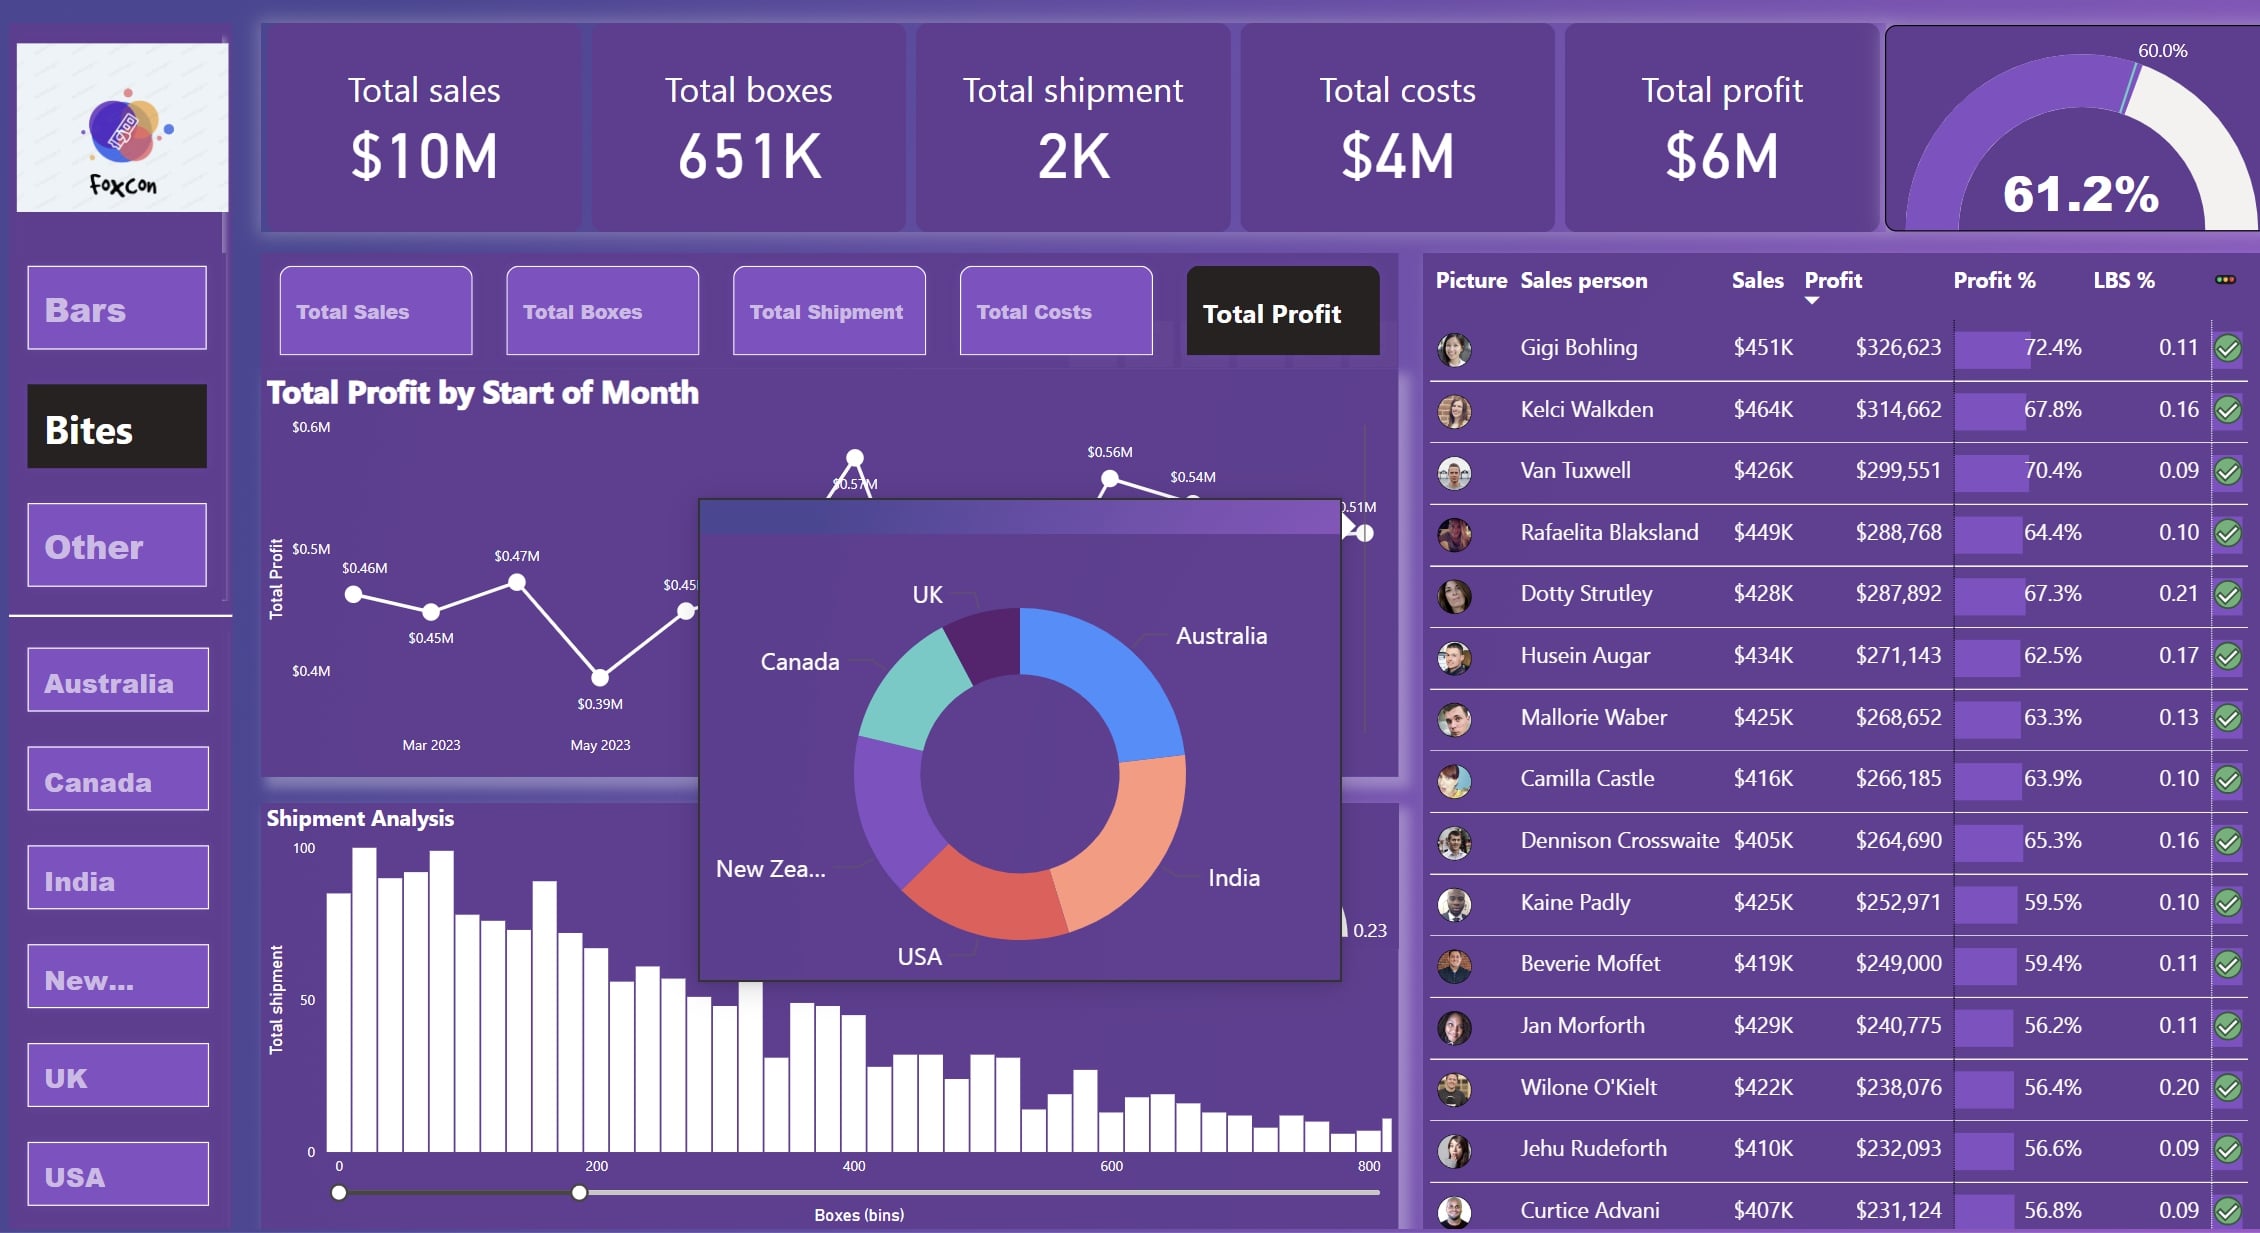 FoxCon
Bars
Bites
Other
Australia
Canada
India
New...
UK
USA
Total sales
$10M
Total boxes
651K
Total shipment
2K
Total costs
$4M
Total profit
$6M
60.0%
61.2%
Total Sales
Total Boxes
Total Shipment
Total Costs
Total Profit
Total Profit by Start of Month
Total Profit
$0.6M
$0.5M
$0.4M
$0.46M
$0.45M
$0.47M
$0.39M
$0.45
$0.57M
$0.56M
$0.54M
0.51M
Mar 2023
May 2023
UK
Australia
Canada
New Zea...
India
USA
Shipment Analysis
Total shipment
100
50
0
0.23
0
200
400
600
800
Boxes (bins)
Picture Sales person Sales Profit Profit % LBS %
Gigi Bohling $451K $326,623 72.4% 0.11
Kelci Walkden $464K $314,662 67.8% 0.16
Van Tuxwell $426K $299,551 70.4% 0.09
Rafaelita Blaksland $449K $288,768 64.4% 0.10
Dotty Strutley $428K $287,892 67.3% 0.21
Husein Augar $434K $271,143 62.5% 0.17
Mallorie Waber $425K $268,652 63.3% 0.13
Camilla Castle $416K $266,185 63.9% 0.10
Dennison Crosswaite $405K $264,690 65.3% 0.16
Kaine Padly $425K $252,971 59.5% 0.10
Beverie Moffet $419K $249,000 59.4% 0.11
Jan Morforth $429K $240,775 56.2% 0.11
Wilone O'Kielt $422K $238,076 56.4% 0.20
Jehu Rudeforth $410K $232,093 56.6% 0.09
Curtice Advani $407K $231,124 56.8% 0.09